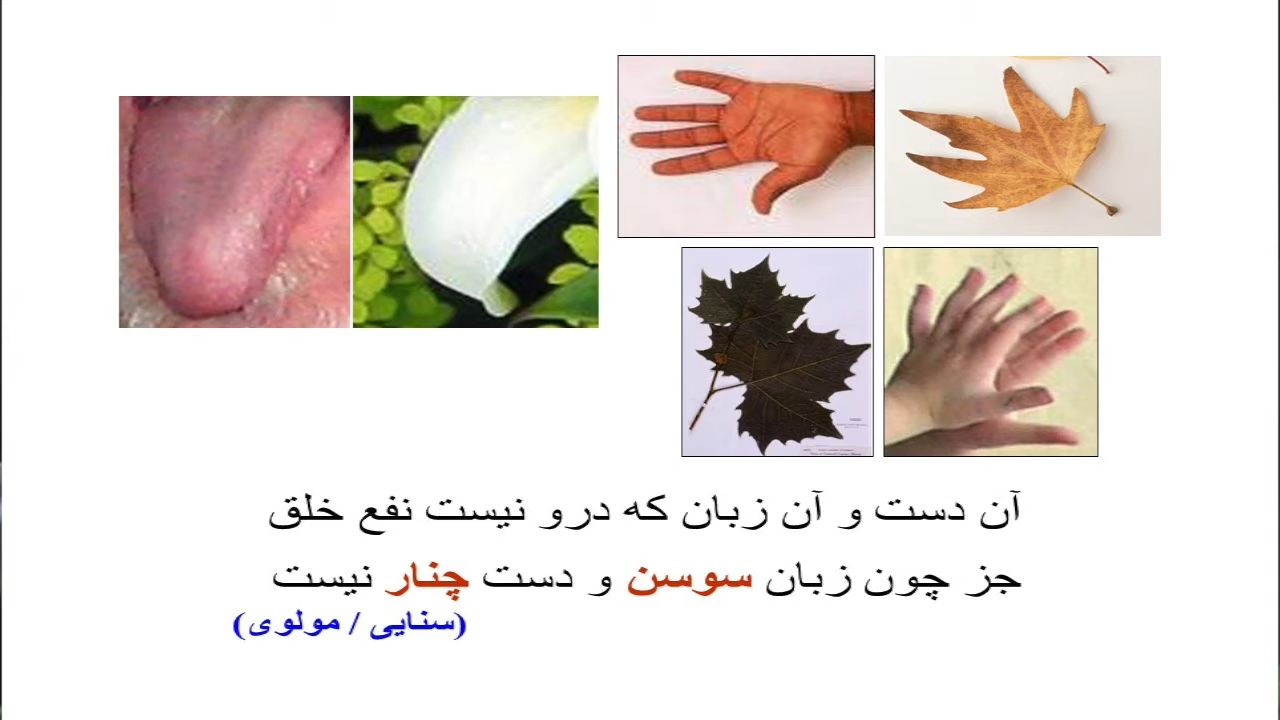 آن دست و آن زبان که درو نیست نفع خلق
جز چون زبان سوسن و دست چنار نیست
(سنایی / مولوی)